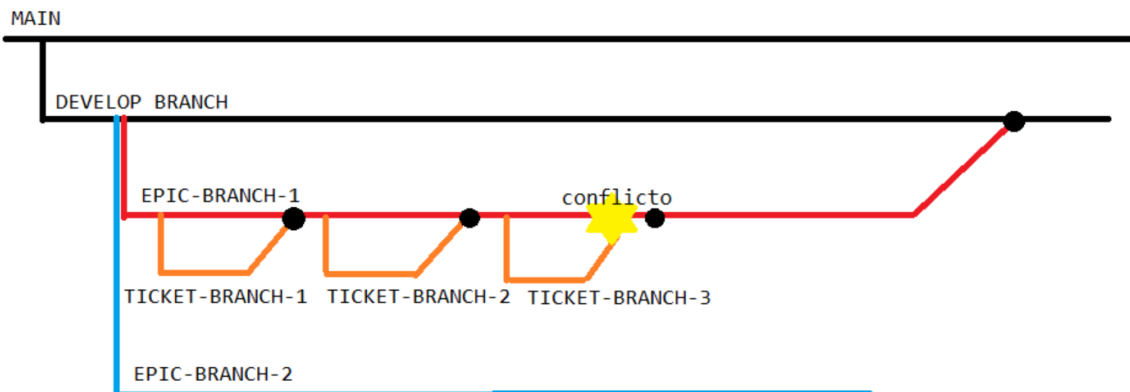 MAIN
DEVELOP BRANCH
EPIC-BRANCH-1
conflicto
TICKET-BRANCH-1
TICKET-BRANCH-2
TICKET-BRANCH-3
EPIC-BRANCH-2